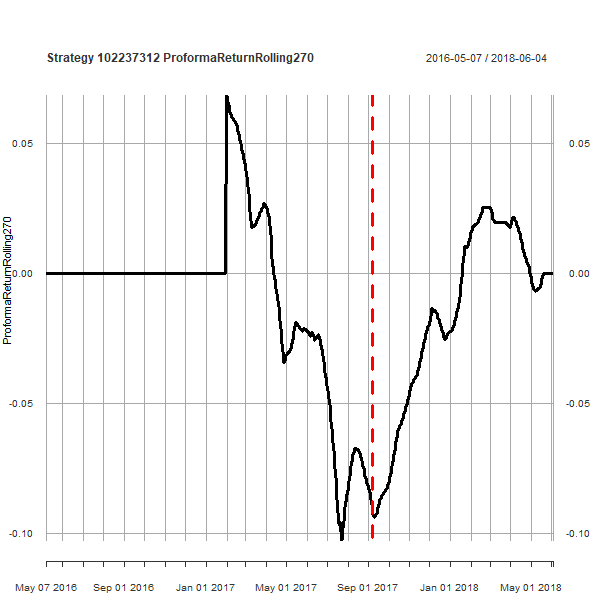 Strategy 102237312 ProformaReturnRolling270
2016-05-07 / 2018-06-04
0.05
0.05
0.00
0.00
ProformaReturnRolling270
-0.05
-0.05
-0.10
-0.10
May 07 2016
Sep 01 2016
Jan 01 2017
May 01 2017
Sep 01 2017
Jan 01 2018
May 01 2018